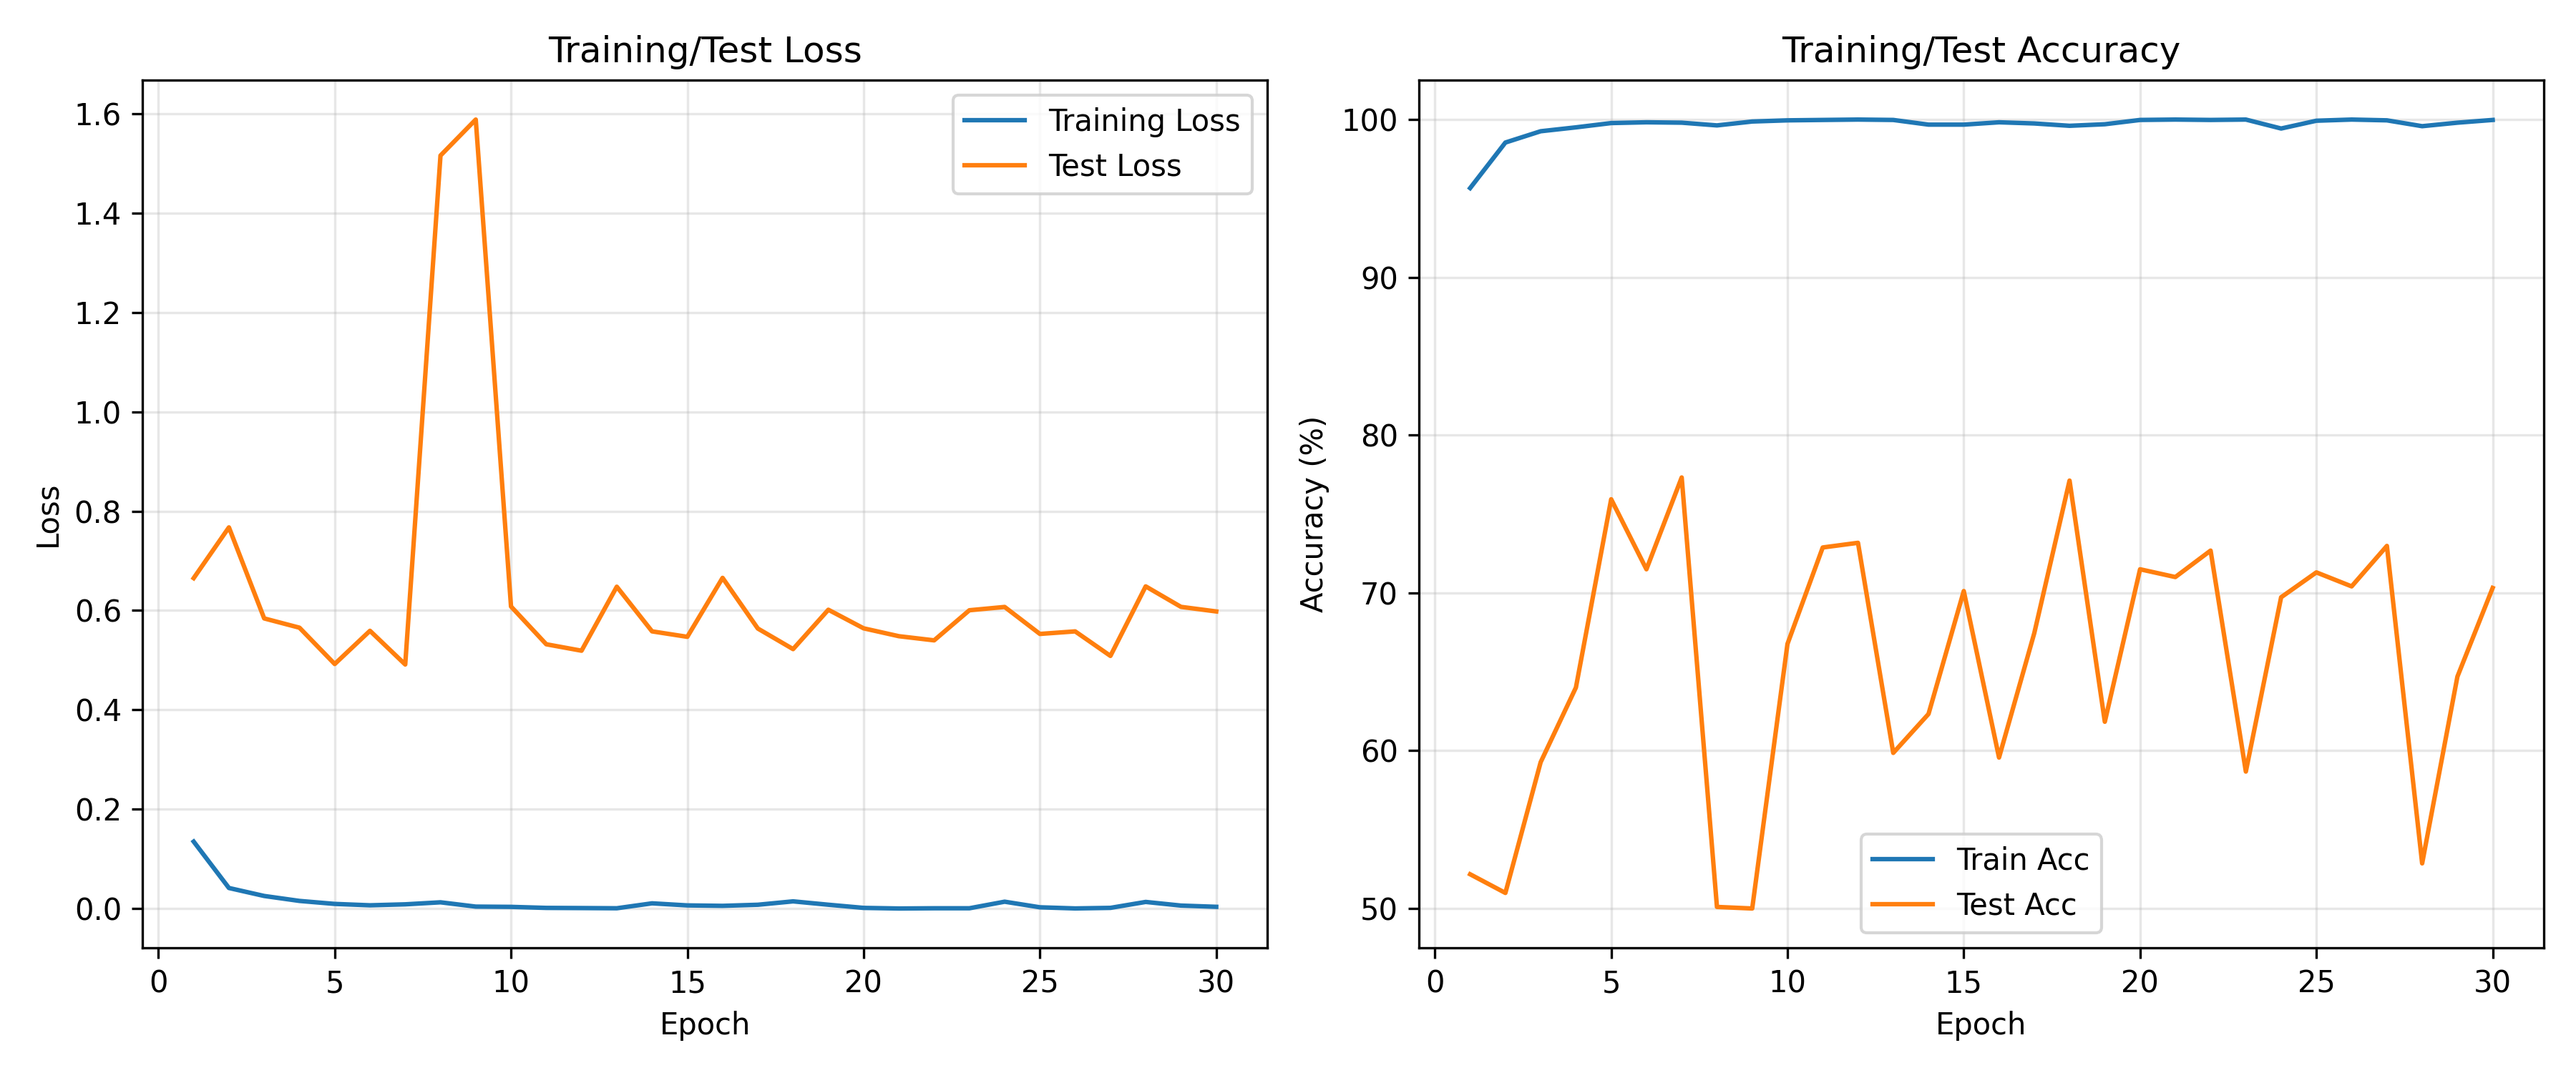 Training/Test Loss
1.6
1.4
1.2
1.0
0.8
0.6
0.4
0.2
0.0
Loss
0 5 10 15 20 25 30
Epoch
Training Loss
Test Loss
Training/Test Accuracy
100
90
80
70
60
50
Accuracy (%)
0 5 10 15 20 25 30
Epoch
Train Acc
Test Acc